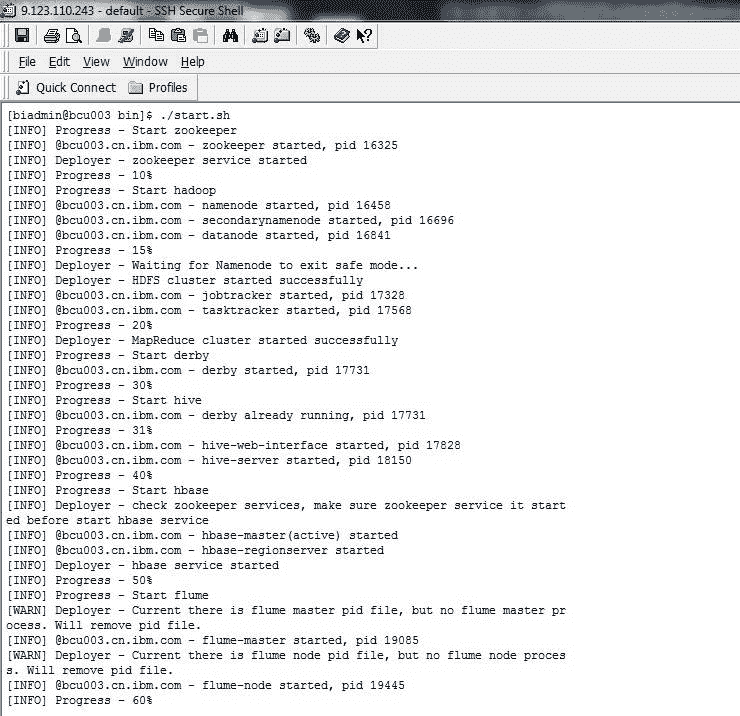 9.123.110.243 - default - SSH Secure Shell
File Edit View Window Help
Quick Connect Profiles
[biadmin@bcu003 bin]$ ./start.sh
[INFO] Progress - Start zookeeper
[INFO] @bcu003.cn.ibm.com - zookeeper started, pid 16325
[INFO] Deployer - zookeeper service started
[INFO] Progress - 10%
[INFO] Progress - Start hadoop
[INFO] @bcu003.cn.ibm.com - namenode started, pid 16458
[INFO] @bcu003.cn.ibm.com - secondarynamenode started, pid 16696
[INFO] @bcu003.cn.ibm.com - datanode started, pid 16841
[INFO] Progress - 15%
[INFO] Deployer - Waiting for Namenode to exit safe mode...
[INFO] Deployer - HDFS cluster started successfully
[INFO] @bcu003.cn.ibm.com - jobtracker started, pid 17328
[INFO] @bcu003.cn.ibm.com - tasktracker started, pid 17568
[INFO] Progress - 20%
[INFO] Deployer - MapReduce cluster started successfully
[INFO] Progress - Start derby
[INFO] @bcu003.cn.ibm.com - derby started, pid 17731
[INFO] Progress - 30%
[INFO] Progress - Start hive
[INFO] @bcu003.cn.ibm.com - derby already running, pid 17731
[INFO] Progress - 31%
[INFO] @bcu003.cn.ibm.com - hive-web-interface started, pid 17828
[INFO] @bcu003.cn.ibm.com - hive-server started, pid 18150
[INFO] Progress - 40%
[INFO] Progress - Start hbase
[INFO] Deployer - check zookeeper services, make sure zookeeper service it start
ed before start hbase service
[INFO] @bcu003.cn.ibm.com - hbase-master(active) started
[INFO] @bcu003.cn.ibm.com - hbase-regionserver started
[INFO] Deployer - hbase service started
[INFO] Progress - 50%
[INFO] Progress - Start flume
[WARN] Deployer - Current there is flume master pid file, but no flume master pr
ocess. Will remove pid file.
[INFO] @bcu003.cn.ibm.com - flume-master started, pid 19085
[WARN] Deployer - Current there is flume node pid file, but no flume node proces
s. Will remove pid file.
[INFO] @bcu003.cn.ibm.com - flume-node started, pid 19445
[INFO] Progress - 60%